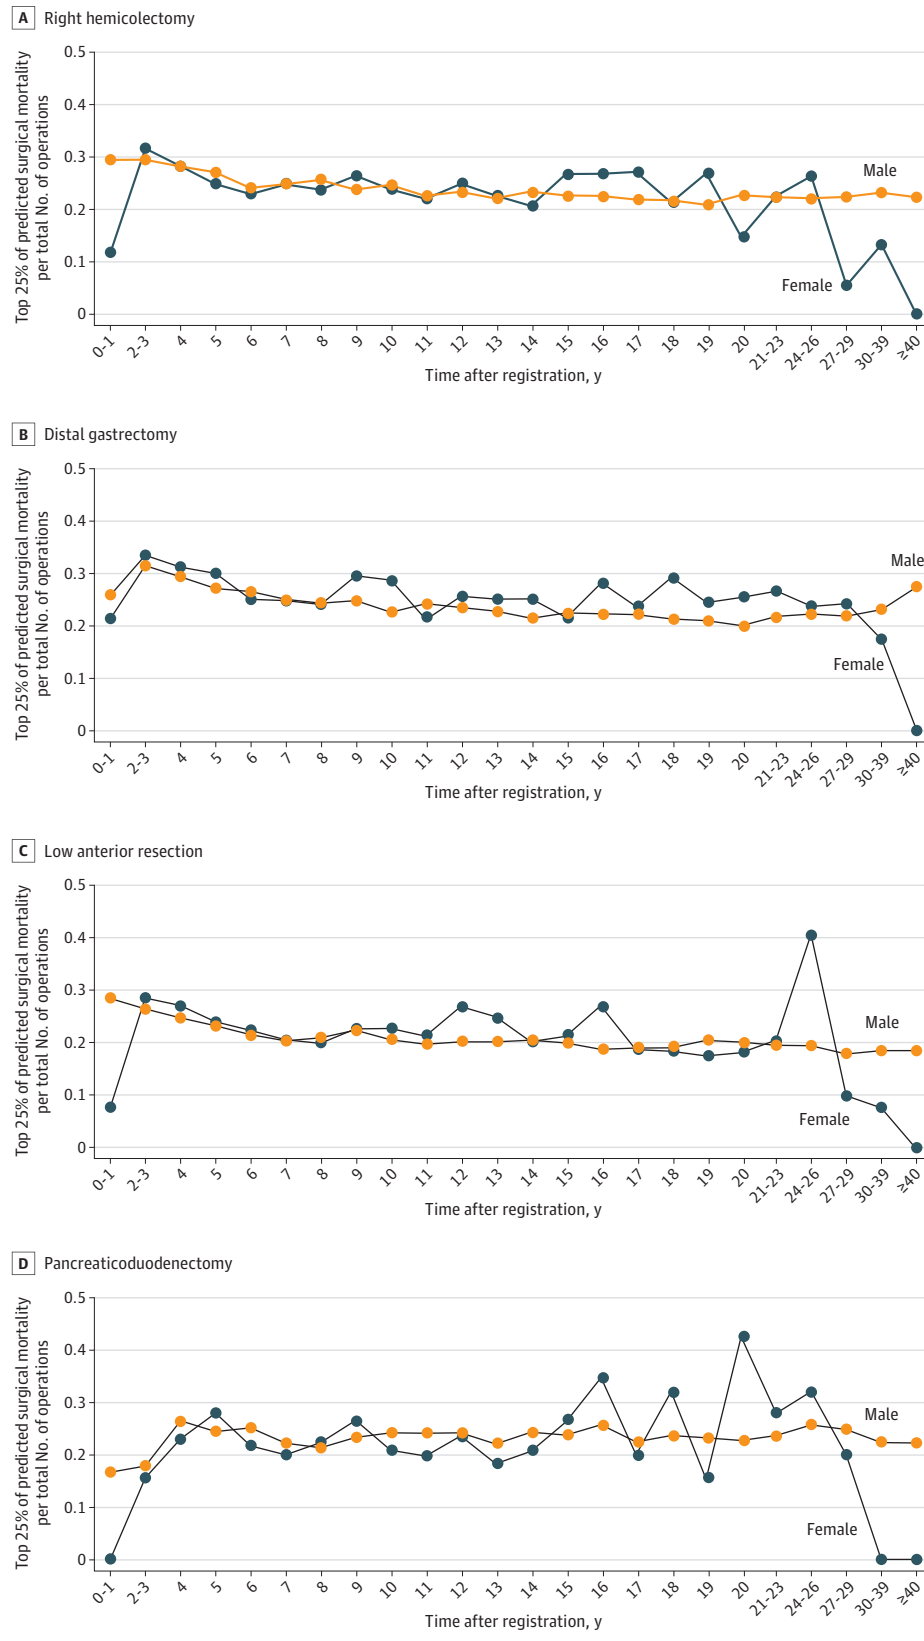 A Right hemicolectomy
Top 25% of predicted surgical mortality
per total No. of operations
0.5
0.4
0.3
0.2
0.1
0
Male
Female
0-1 2-3 4 5 6 7 8 9 10 11 12 13 14 15 16 17 18 19 20 21-23 24-26 27-29 30-39 ≥40
Time after registration, y
B Distal gastrectomy
Top 25% of predicted surgical mortality
per total No. of operations
0.5
0.4
0.3
0.2
0.1
0
Male
Female
0-1 2-3 4 5 6 7 8 9 10 11 12 13 14 15 16 17 18 19 20 21-23 24-26 27-29 30-39 ≥40
Time after registration, y
C Low anterior resection
Top 25% of predicted surgical mortality
per total No. of operations
0.5
0.4
0.3
0.2
0.1
0
Male
Female
0-1 2-3 4 5 6 7 8 9 10 11 12 13 14 15 16 17 18 19 20 21-23 24-26 27-29 30-39 ≥40
Time after registration, y
D Pancreaticoduodenectomy
Top 25% of predicted surgical mortality
per total No. of operations
0.5
0.4
0.3
0.2
0.1
0
Male
Female
0-1 2-3 4 5 6 7 8 9 10 11 12 13 14 15 16 17 18 19 20 21-23 24-26 27-29 30-39 ≥40
Time after registration, y